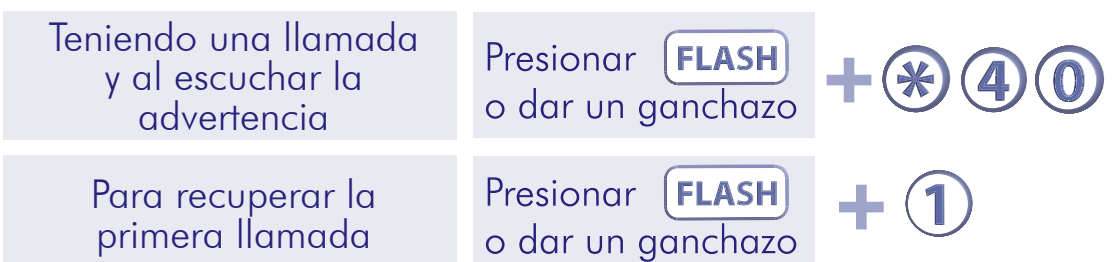 Teniendo una llamada
y al escuchar la
advertencia
Presionar FLASH
o dar un ganchazo
+ * 4 0
Para recuperar la
primera llamada
Presionar FLASH
o dar un ganchazo
+ 1